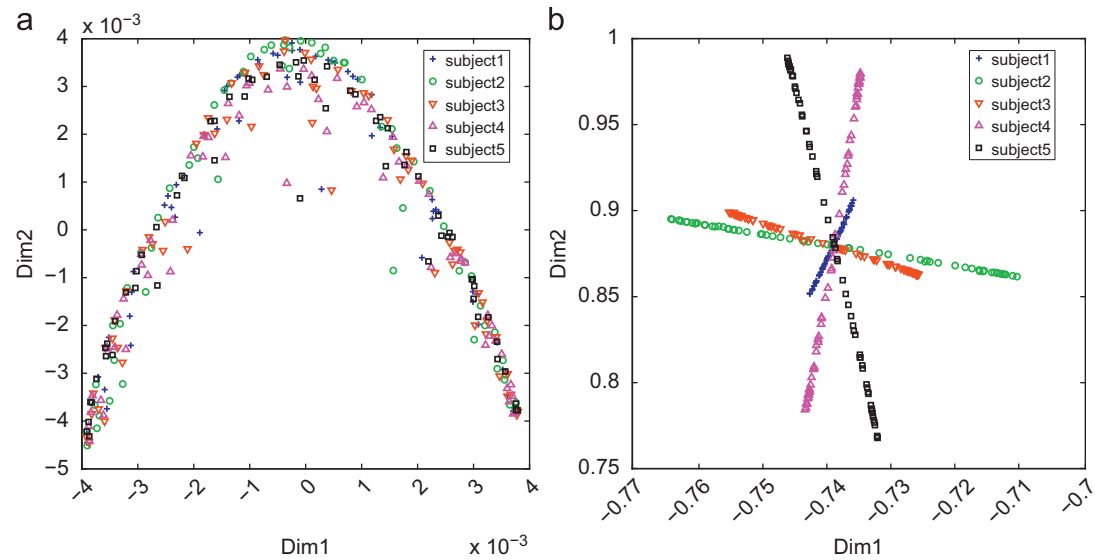 a
x 10⁻³
4
3
2
1
0
−1
−2
−3
−4
−5
Dim2
−4
−3
−2
−1
0
1
2
3
4
Dim1
x 10⁻³
subject1
subject2
subject3
subject4
subject5
b
1
0.95
0.9
0.85
0.8
0.75
Dim2
−0.77
−0.76
−0.75
−0.74
−0.73
−0.72
−0.71
−0.7
Dim1
subject1
subject2
subject3
subject4
subject5